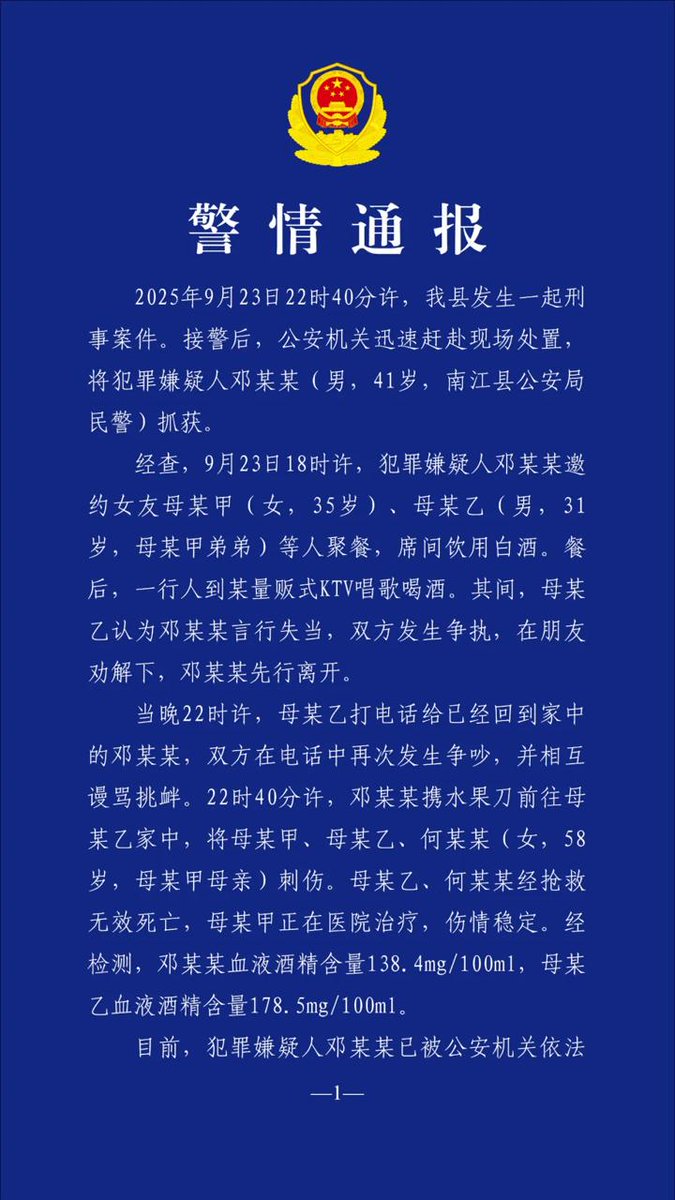 警情通报
2025年9月23日22时40分许，我县发生一起刑
事案件。接警后，公安机关迅速赶赴现场处置，
将犯罪嫌疑人邓某某（男，41岁，南江县公安局
民警）抓获。
经查，9月23日18时许，犯罪嫌疑人邓某某邀
约女友母某甲（女，35岁）、母某乙（男，31
岁，母某甲弟弟）等人聚餐，席间饮用白酒。餐
后，一行人到某量贩式KTV唱歌喝酒。其间，母某
乙认为邓某某言行失当，双方发生争执，在朋友
劝解下，邓某某先行离开。
当晚22时许，母某乙打电话给已经回到家中
的邓某某，双方在电话中再次发生争吵，并相互
谩骂挑衅。22时40分许，邓某某携水果刀前往母
某乙家中，将母某甲、母某乙、何某某（女，58
岁，母某甲母亲）刺伤。母某乙、何某某经抢救
无效死亡，母某甲正在医院治疗，伤情稳定。经
检测，邓某某血液酒精含量138.4mg/100ml，母某
乙血液酒精含量178.5mg/100ml。
目前，犯罪嫌疑人邓某某已被公安机关依法
—1—